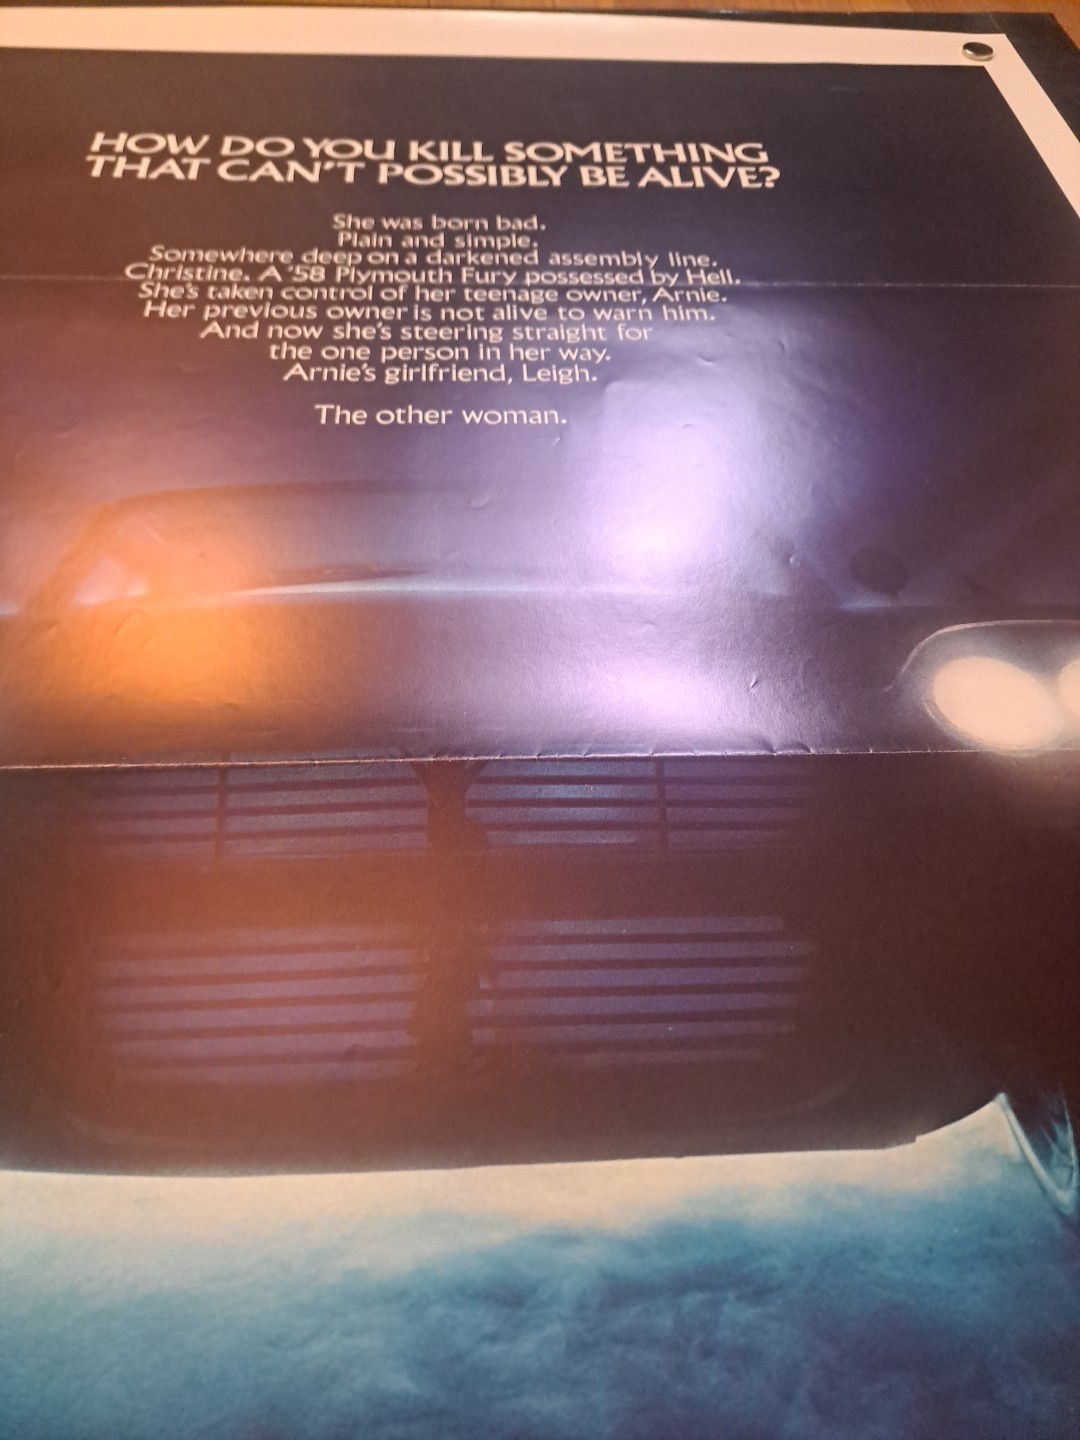 HOW DO YOU KILL SOMETHING
THAT CAN'T POSSIBLY BE ALIVE?
She was born bad.
Plain and simple.
Somewhere deep on a darkened assembly line.
Christine. A '58 Plymouth Fury possessed by Hell.
She's taken control of her teenage owner, Arnie.
Her previous owner is not alive to warn him.
And now she's steering straight for
the one person in her way.
Arnie's girlfriend, Leigh.
The other woman.